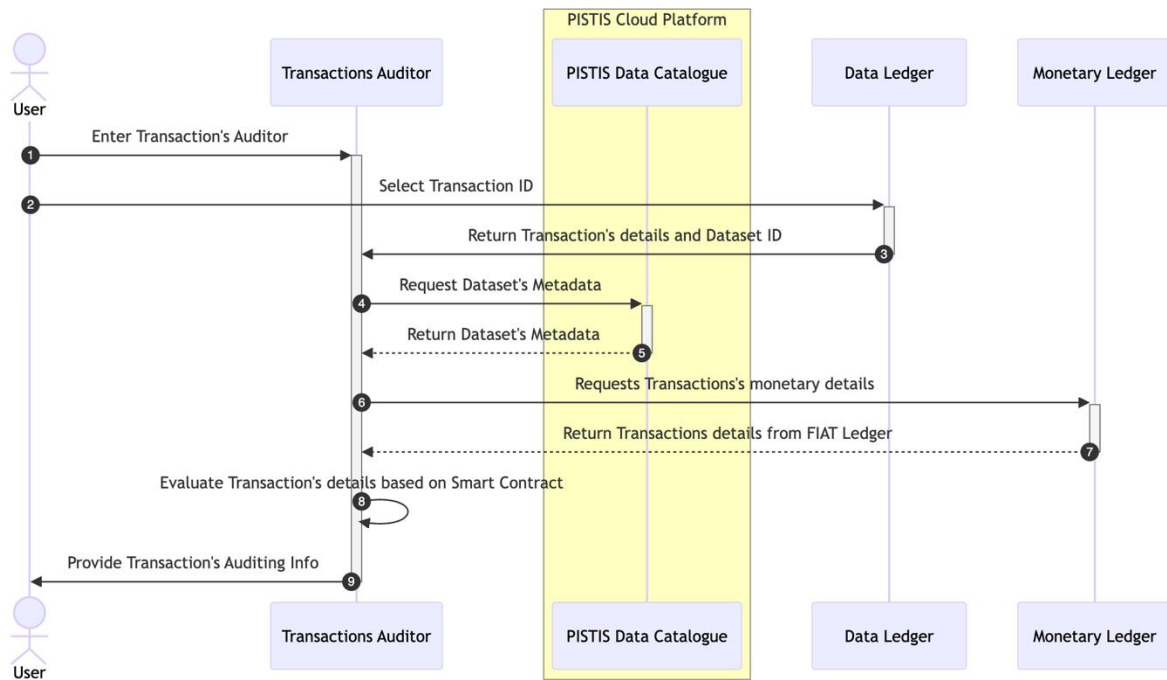 PISTIS Cloud Platform
User
Transactions Auditor
PISTIS Data Catalogue
Data Ledger
Monetary Ledger
Enter Transaction's Auditor
1
Select Transaction ID
2
Return Transaction's details and Dataset ID
3
Request Dataset's Metadata
4
Return Dataset's Metadata
5
Requests Transactions's monetary details
6
Return Transactions details from FIAT Ledger
7
Evaluate Transaction's details based on Smart Contract
8
Provide Transaction's Auditing Info
9
User
Transactions Auditor
PISTIS Data Catalogue
Data Ledger
Monetary Ledger